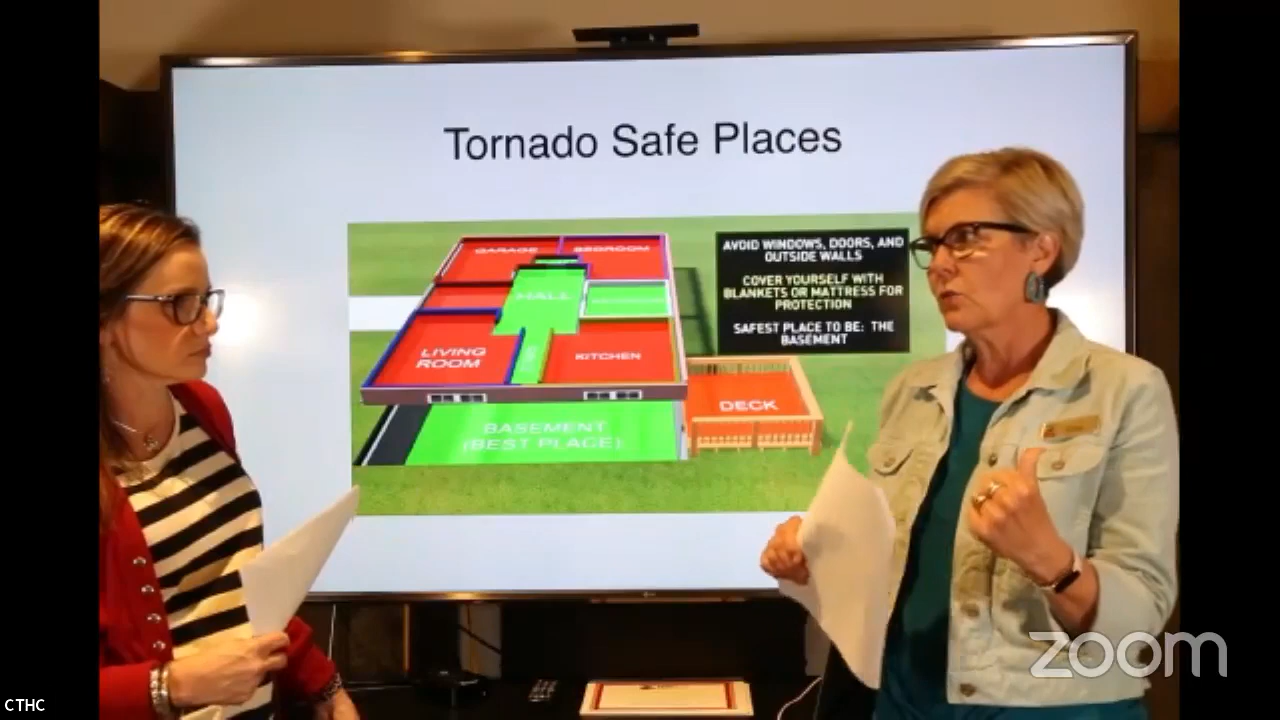 Tornado Safe Places
GARAGE
BEDROOM
HALL
LIVING
ROOM
KITCHEN
DECK
BASEMENT
(BEST PLACE)
AVOID WINDOWS, DOORS, AND
OUTSIDE WALLS
COVER YOURSELF WITH
BLANKETS OR MATTRESS FOR
PROTECTION
SAFEST PLACE TO BE: THE
BASEMENT
zoom
CTHC